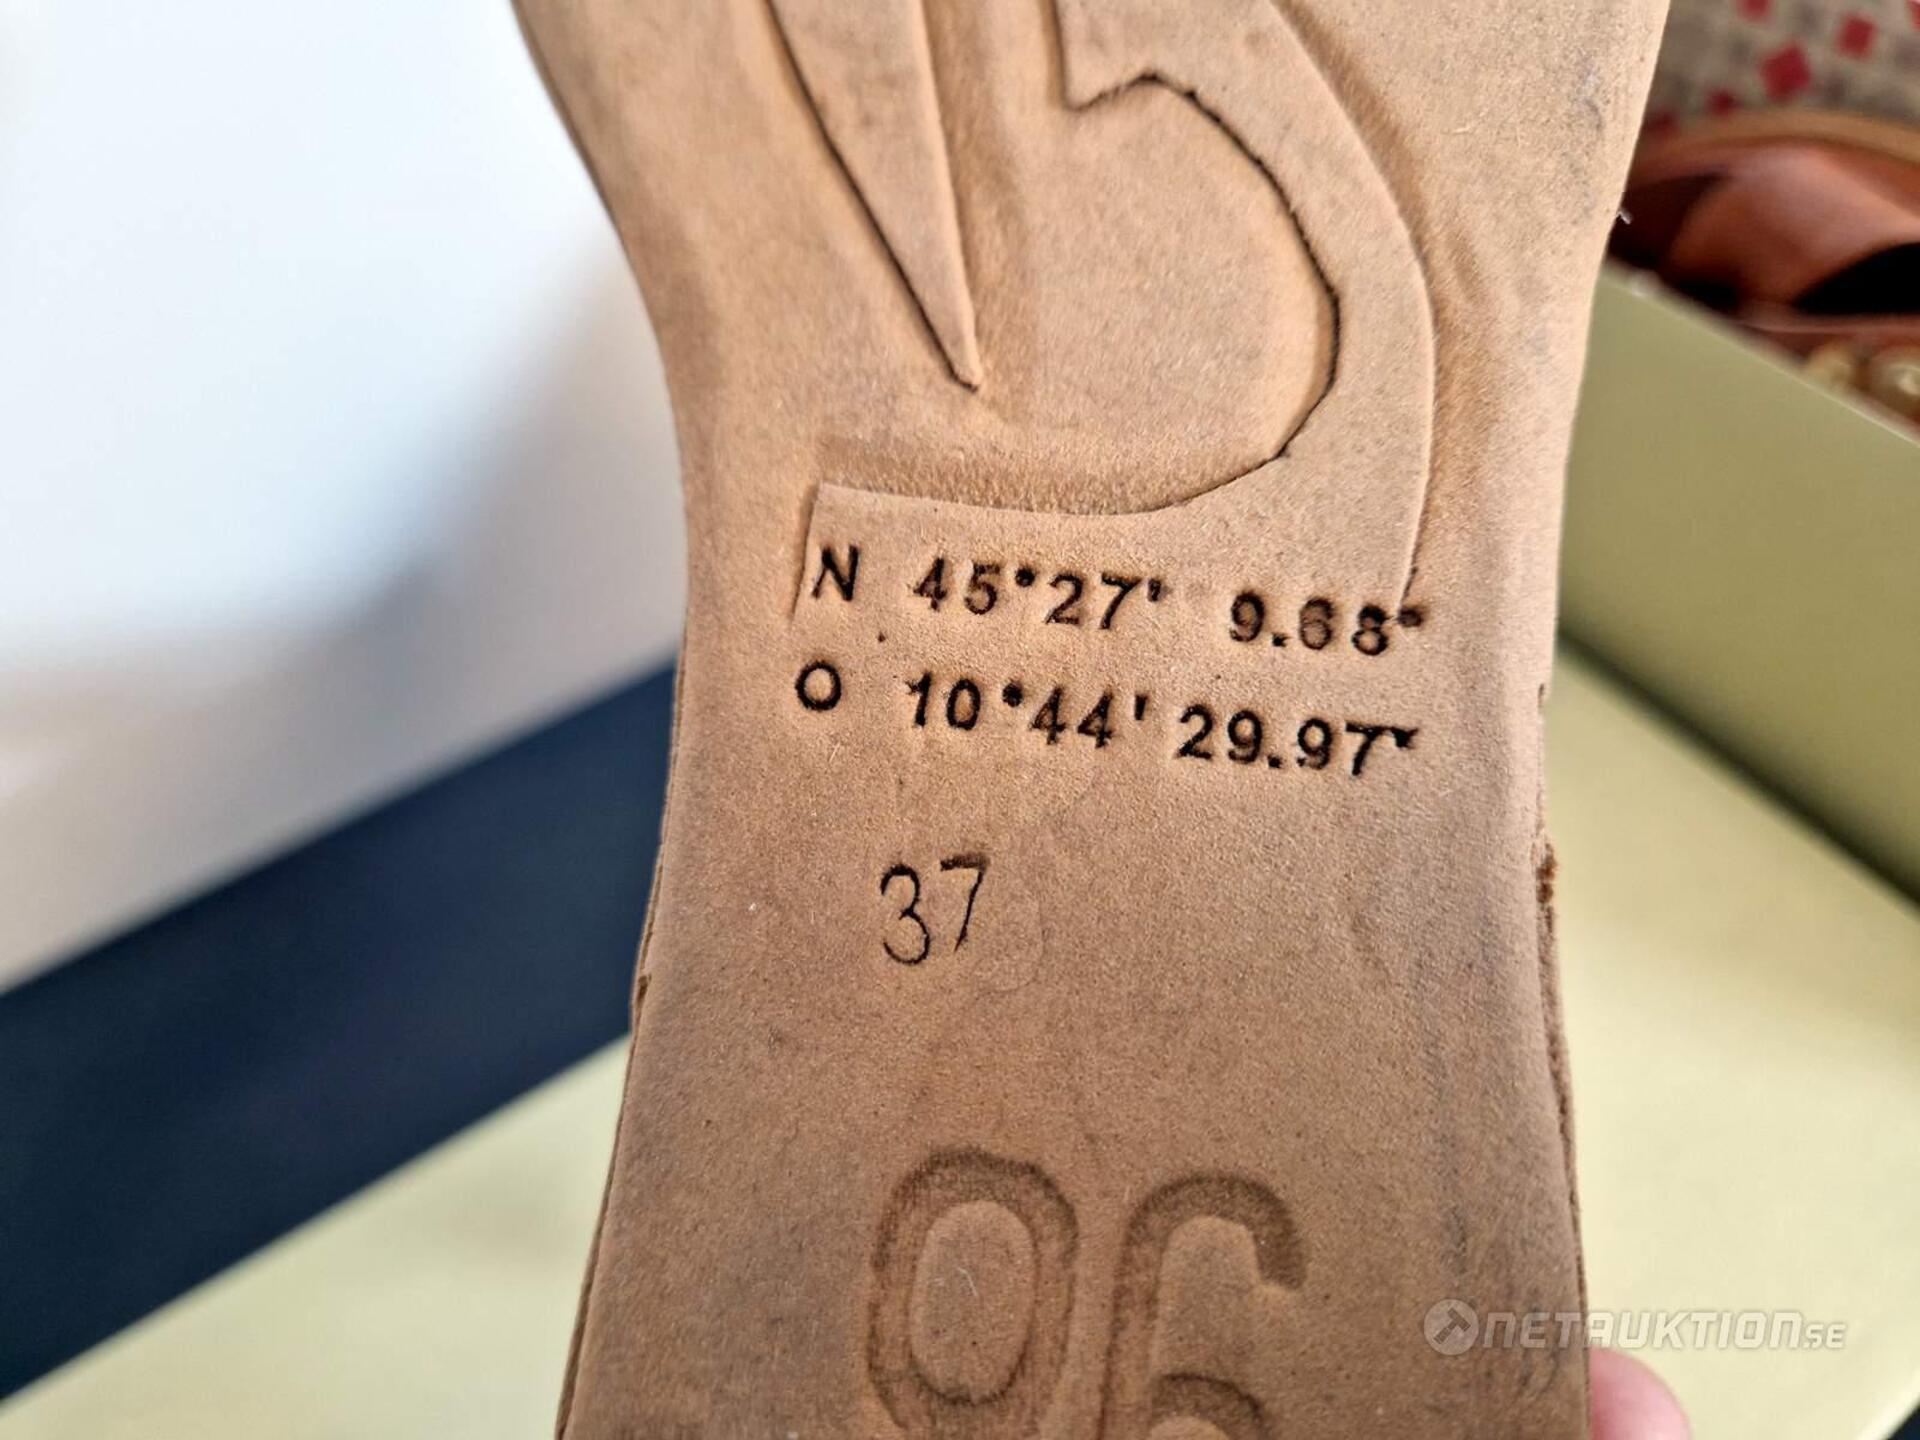 N 45°27' 9.68"
O 10°44' 29.97"
37
06
NETAUKTION.SE